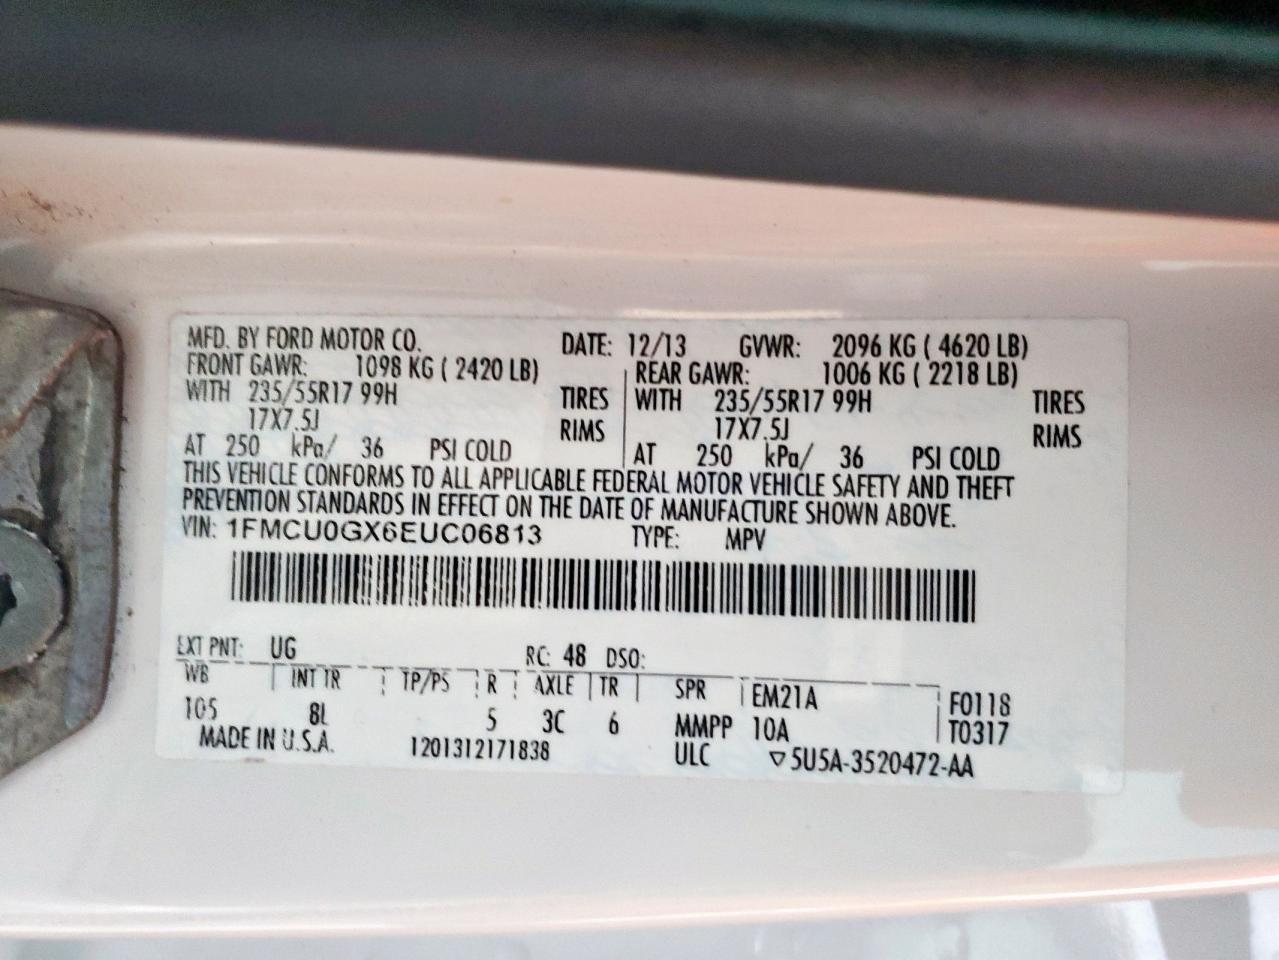 MFD. BY FORD MOTOR CO. DATE: 12/13 GVWR: 2096 KG ( 4620 LB)
FRONT GAWR: 1098 KG ( 2420 LB) REAR GAWR: 1006 KG ( 2218 LB)
WITH 235/55R17 99H TIRES WITH 235/55R17 99H TIRES
17X7.5J RIMS 17X7.5J RIMS
AT 250 kPa/ 36 PSI COLD AT 250 kPa/ 36 PSI COLD
THIS VEHICLE CONFORMS TO ALL APPLICABLE FEDERAL MOTOR VEHICLE SAFETY AND THEFT
PREVENTION STANDARDS IN EFFECT ON THE DATE OF MANUFACTURE SHOWN ABOVE.
VIN: 1FMCU0GX6EUC06813 TYPE: MPV
EXT PNT: UG RC: 48 DSO:
WB INT TR TP/PS R AXLE TR SPR EM21A F0118
105 8L 5 3C 6 MMPP 10A T0317
MADE IN U.S.A. 1201312171838 ULC ▽5U5A-3520472-AA